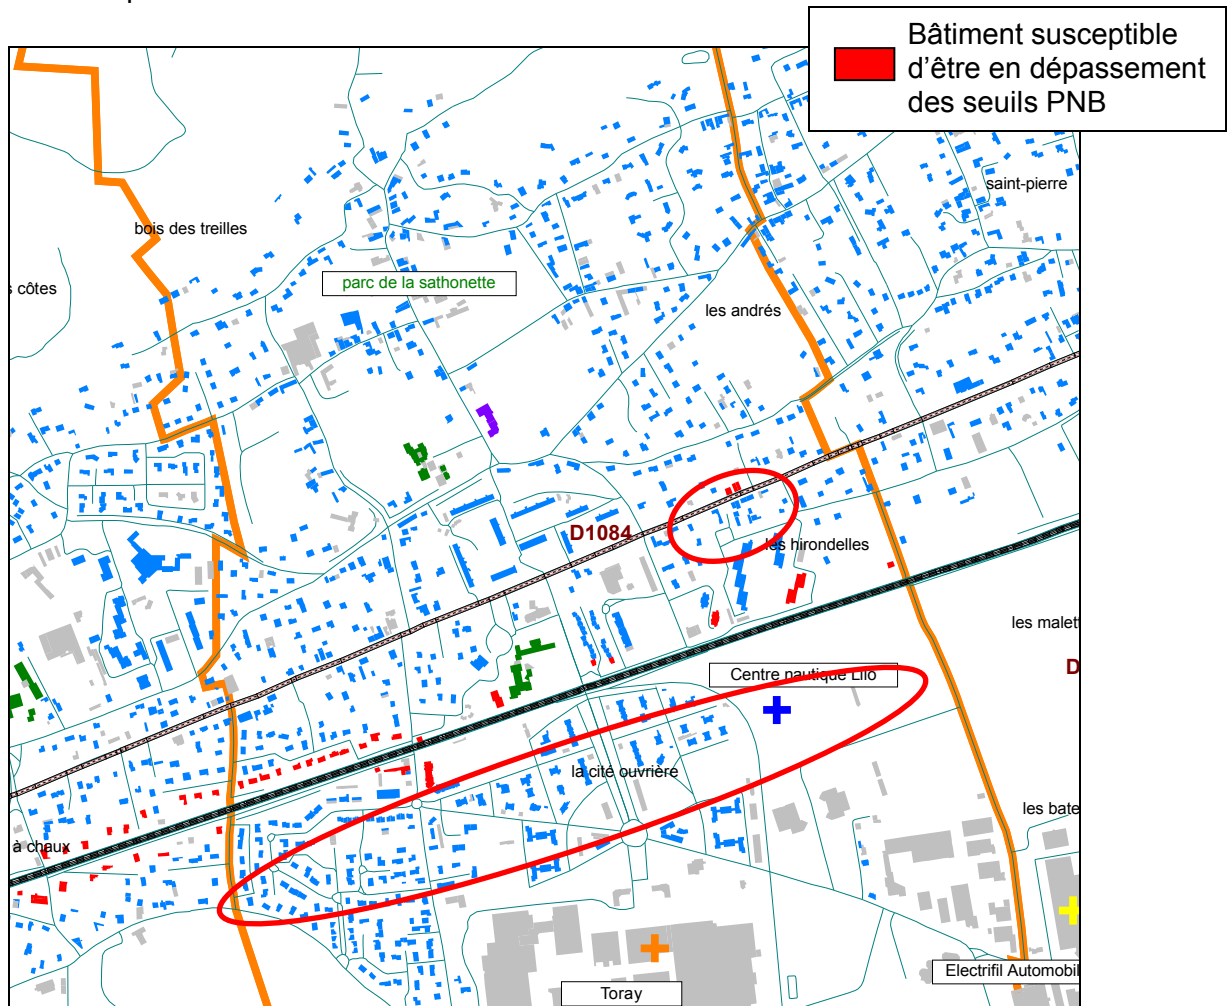 Bâtiment susceptible
d'être en dépassement
des seuils PNB
saint-pierre
bois des treilles
parc de la sathonette
côtes
les andrés
D1084
les hirondelles
les malet
D
Centre nautique Lilo
la cité ouvrière
les bate
à chaux
Electrifil Automobil
Toray